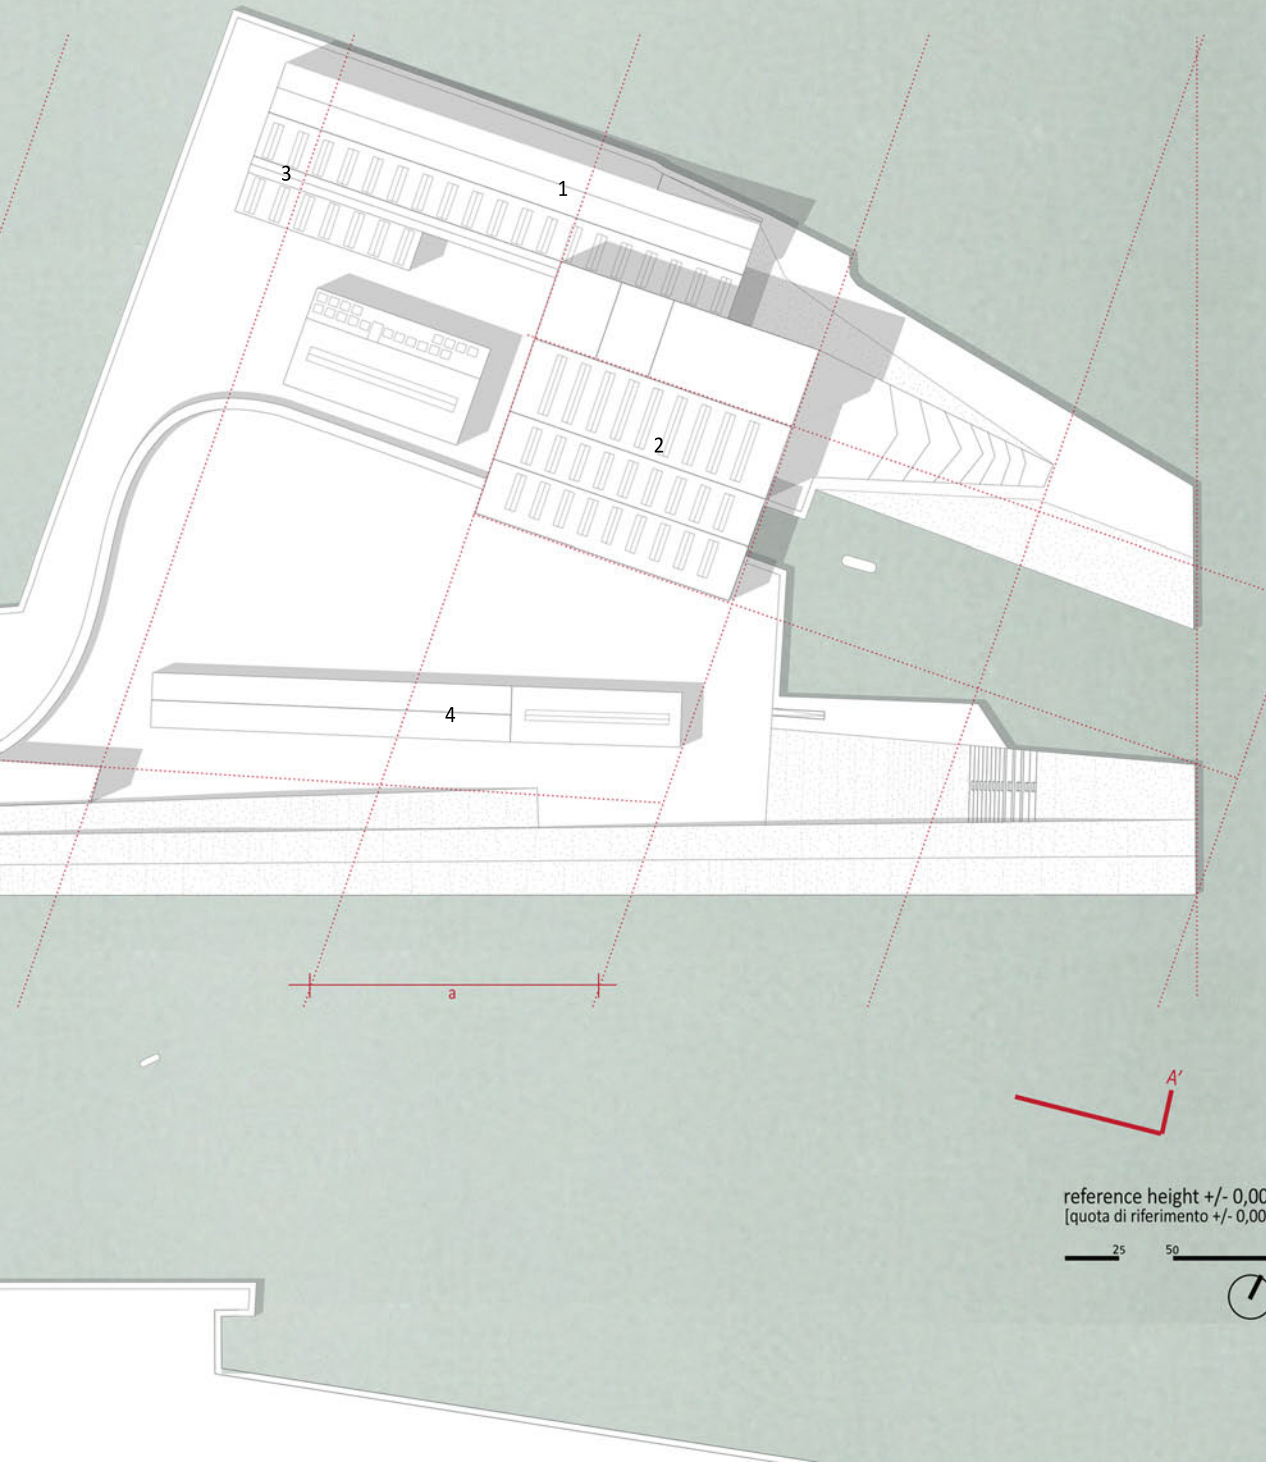 3
1
2
4
a
A'
reference height +/- 0,00
[quota di riferimento +/- 0,00
25 50